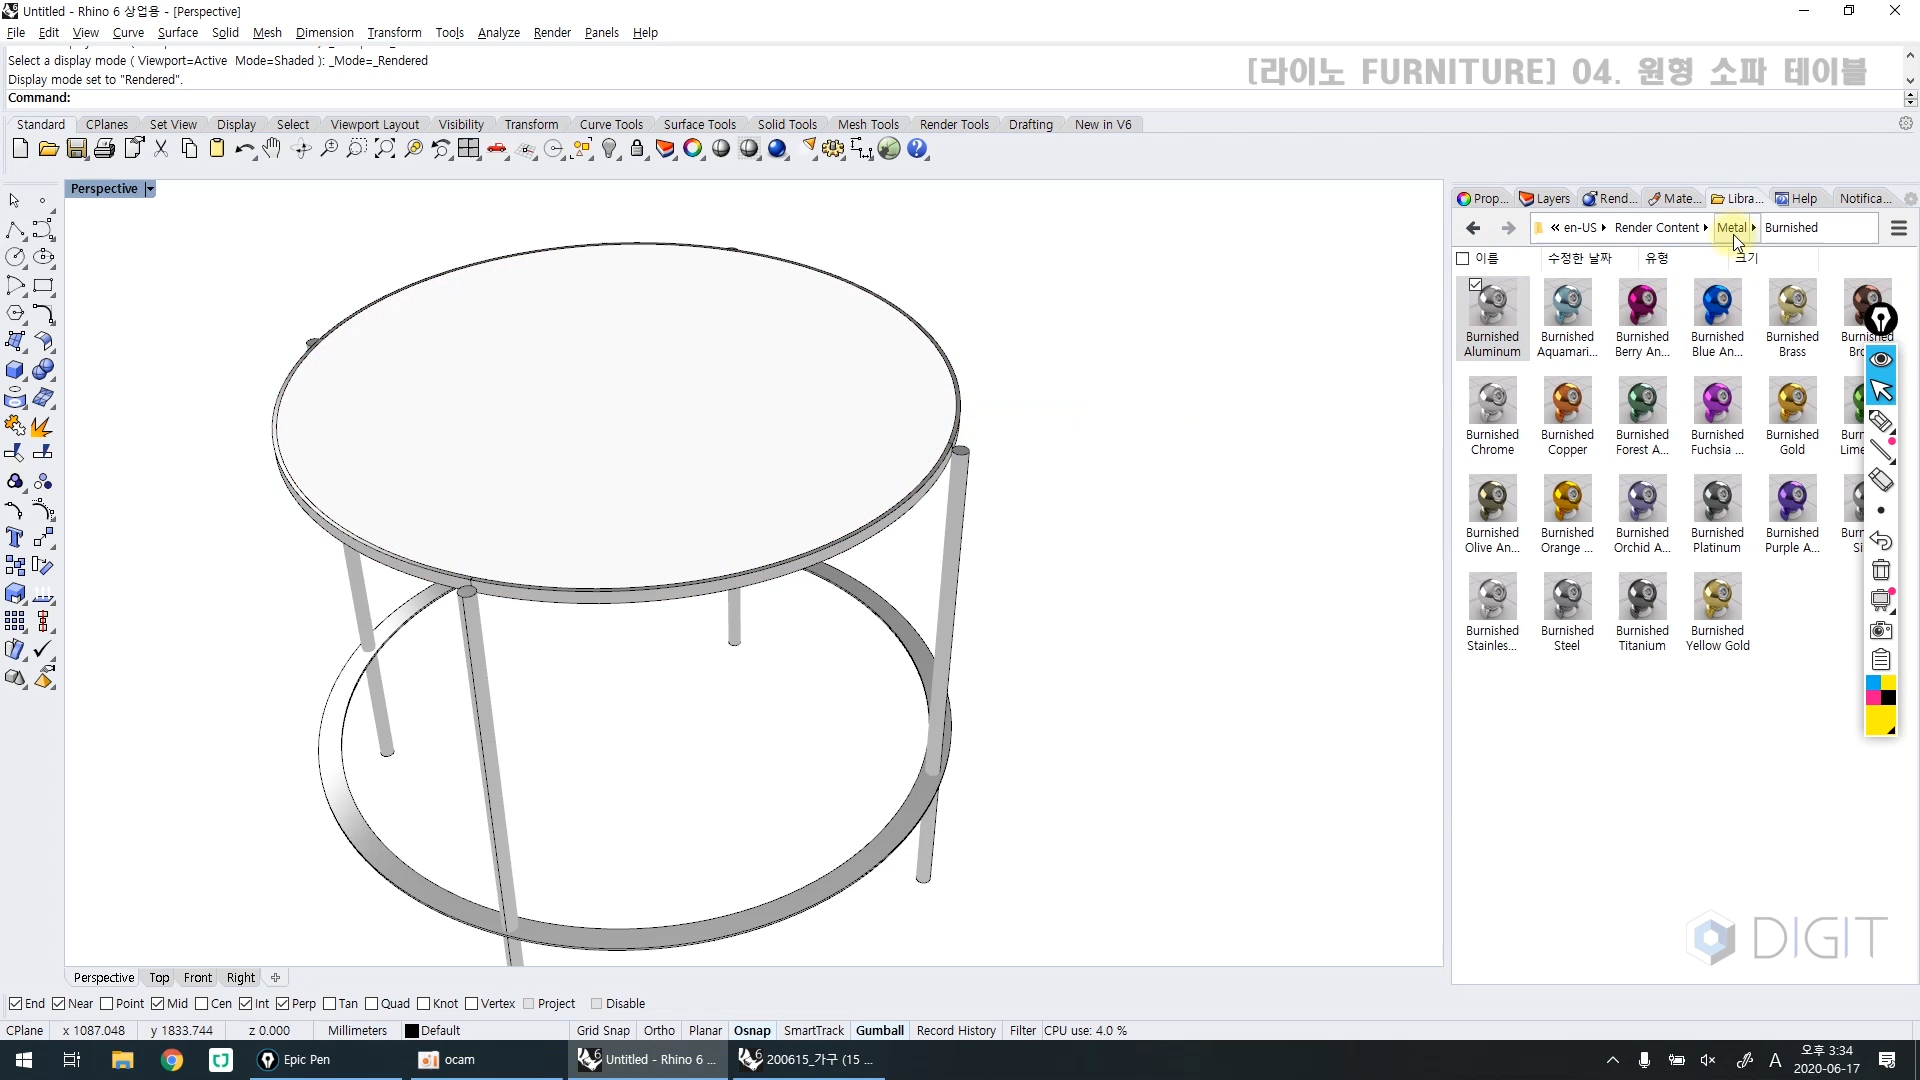 Untitled - Rhino 6 상업용 - [Perspective]
File Edit View Curve Surface Solid Mesh Dimension Transform Tools Analyze Render Panels Help
Select a display mode ( Viewport=Active Mode=Shaded ): _Mode=_Rendered
Display mode set to "Rendered".
Command:
[라이노 FURNITURE] 04. 원형 소파 테이블
Standard CPlanes Set View Display Select Viewport Layout Visibility Transform Curve Tools Surface Tools Solid Tools Mesh Tools Render Tools Drafting New in V6
Perspective
Prop... Layers Rend... Mate... Libra... Help Notifica...
« en-US Render Content Metal Burnished
이름 수정한 날짜 유형 크기
Burnished Aluminum
Burnished Aquamari...
Burnished Berry An...
Burnished Blue An...
Burnished Brass
Burnished
Burnished Chrome
Burnished Copper
Burnished Forest A...
Burnished Fuchsia ...
Burnished Gold
Burnished Olive An...
Burnished Orange ...
Burnished Orchid A...
Burnished Platinum
Burnished Purple A...
Burnished Stainles...
Burnished Steel
Burnished Titanium
Burnished Yellow Gold
DIGIT
Perspective Top Front Right
End Near Point Mid Cen Int Perp Tan Quad Knot Vertex Project Disable
CPlane x 1087.048 y 1833.744 z 0.000 Millimeters Default Grid Snap Ortho Planar Osnap SmartTrack Gumball Record History Filter CPU use: 4.0 %
Epic Pen ocam Untitled - Rhino 6 ... 200615_가구 (15 ... A 오후 3:34
2020-06-17